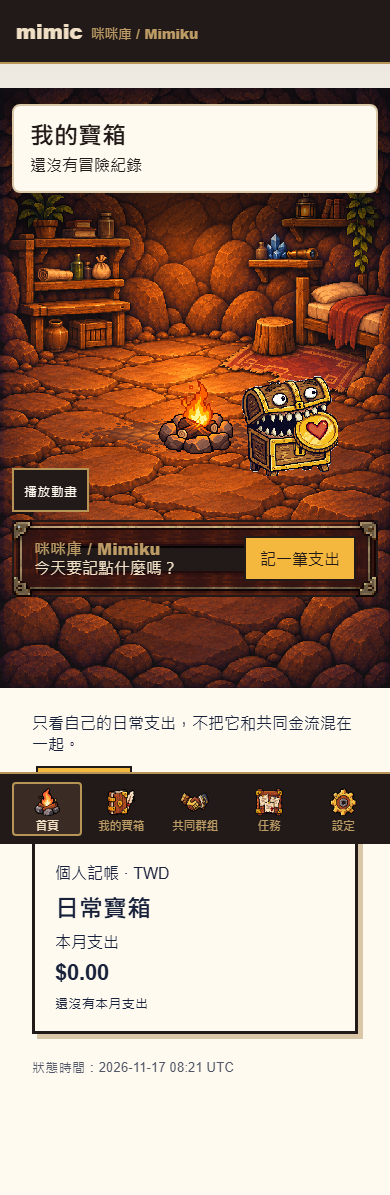 mimic 咪咪庫 / Mimiku
我的寶箱
還沒有冒險紀錄
播放動畫
咪咪庫 / Mimiku
今天要記點什麼嗎？
記一筆支出
只看自己的日常支出，不把它和共同金流混在
一起。
首頁 我的寶箱 共同群組 任務 設定
個人記帳 · TWD
日常寶箱
本月支出
$0.00
還沒有本月支出
狀態時間：2026-11-17 08:21 UTC